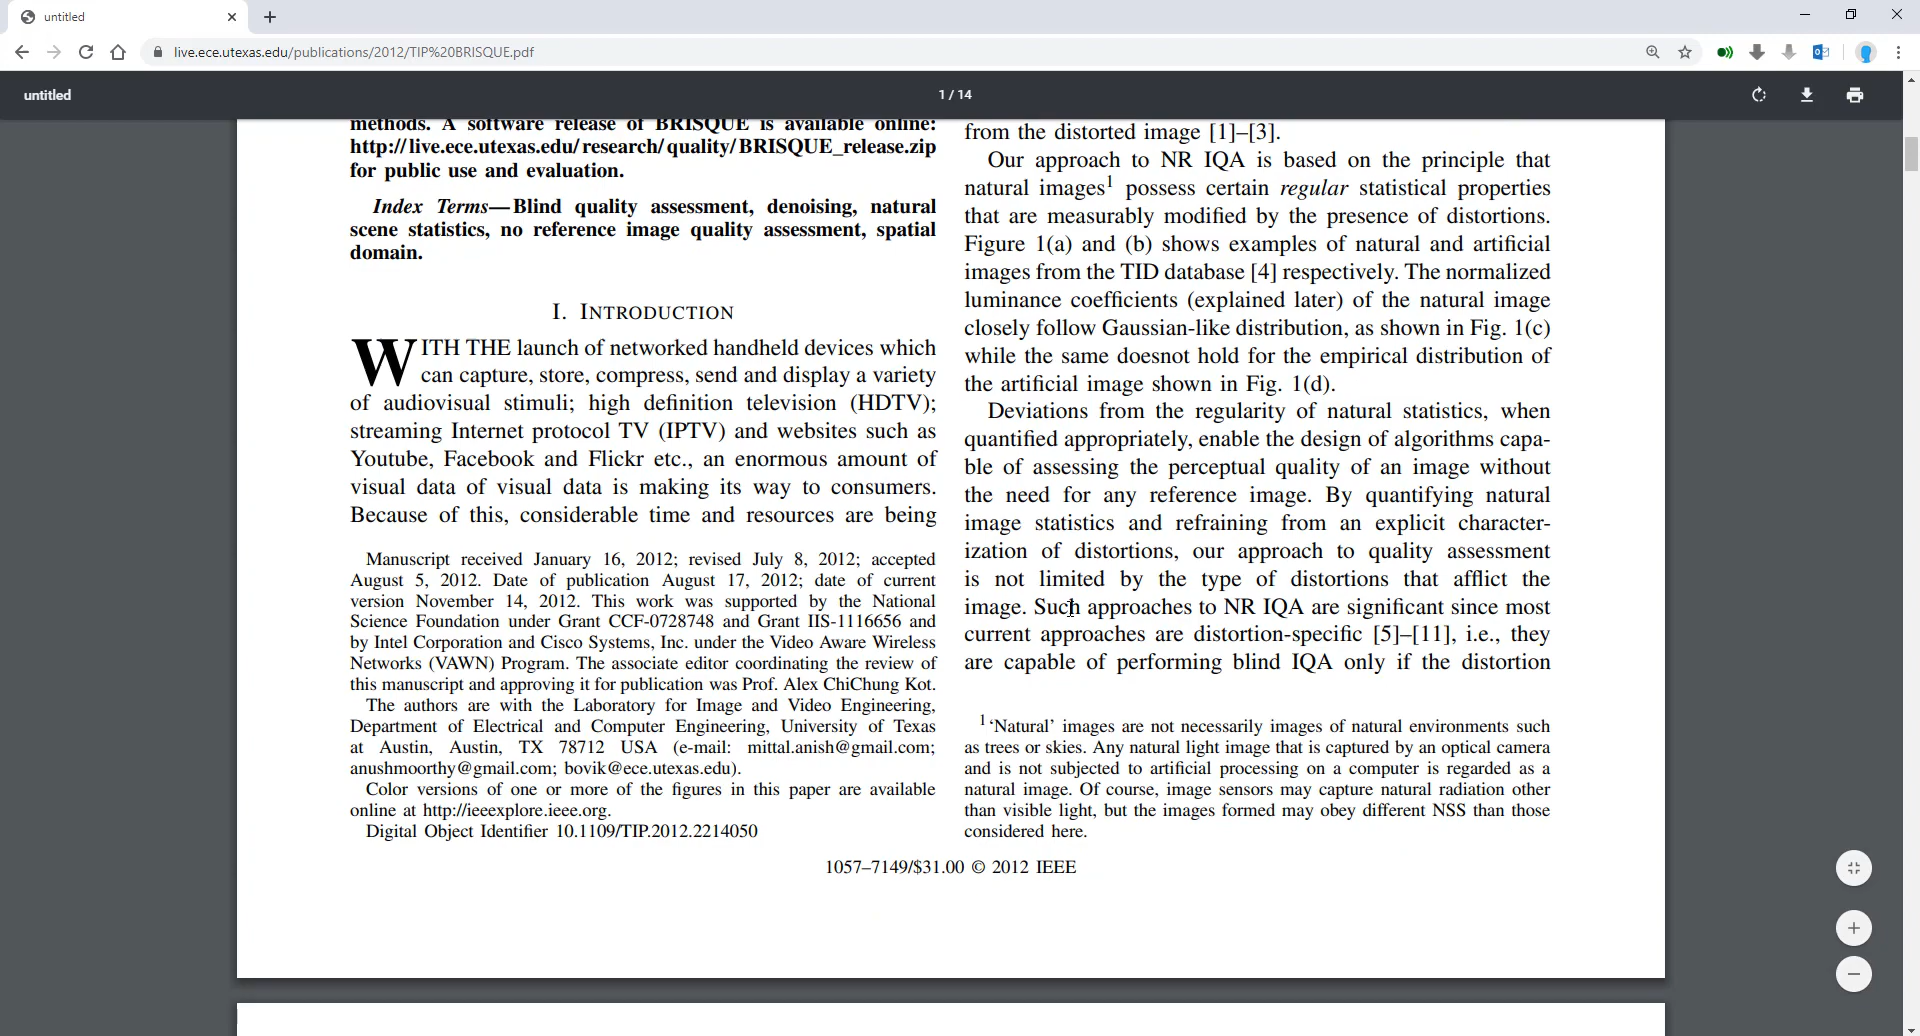 untitled
live.ece.utexas.edu/publications/2012/TIP%20BRISQUE.pdf
untitled
1 / 14
methods. A software release of BRISQUE is available online:
http://live.ece.utexas.edu/research/quality/BRISQUE_release.zip
for public use and evaluation.
Index Terms—Blind quality assessment, denoising, natural
scene statistics, no reference image quality assessment, spatial
domain.
I. INTRODUCTION
WITH THE launch of networked handheld devices which
can capture, store, compress, send and display a variety
of audiovisual stimuli; high definition television (HDTV);
streaming Internet protocol TV (IPTV) and websites such as
Youtube, Facebook and Flickr etc., an enormous amount of
visual data of visual data is making its way to consumers.
Because of this, considerable time and resources are being
Manuscript received January 16, 2012; revised July 8, 2012; accepted
August 5, 2012. Date of publication August 17, 2012; date of current
version November 14, 2012. This work was supported by the National
Science Foundation under Grant CCF-0728748 and Grant IIS-1116656 and
by Intel Corporation and Cisco Systems, Inc. under the Video Aware Wireless
Networks (VAWN) Program. The associate editor coordinating the review of
this manuscript and approving it for publication was Prof. Alex ChiChung Kot.
The authors are with the Laboratory for Image and Video Engineering,
Department of Electrical and Computer Engineering, University of Texas
at Austin, Austin, TX 78712 USA (e-mail: mittal.anish@gmail.com;
anushmoorthy@gmail.com; bovik@ece.utexas.edu).
Color versions of one or more of the figures in this paper are available
online at http://ieeexplore.ieee.org.
Digital Object Identifier 10.1109/TIP.2012.2214050
from the distorted image [1]–[3].
Our approach to NR IQA is based on the principle that
natural images1 possess certain regular statistical properties
that are measurably modified by the presence of distortions.
Figure 1(a) and (b) shows examples of natural and artificial
images from the TID database [4] respectively. The normalized
luminance coefficients (explained later) of the natural image
closely follow Gaussian-like distribution, as shown in Fig. 1(c)
while the same doesnot hold for the empirical distribution of
the artificial image shown in Fig. 1(d).
Deviations from the regularity of natural statistics, when
quantified appropriately, enable the design of algorithms capa-
ble of assessing the perceptual quality of an image without
the need for any reference image. By quantifying natural
image statistics and refraining from an explicit character-
ization of distortions, our approach to quality assessment
is not limited by the type of distortions that afflict the
image. Such approaches to NR IQA are significant since most
current approaches are distortion-specific [5]–[11], i.e., they
are capable of performing blind IQA only if the distortion
1‘Natural’ images are not necessarily images of natural environments such
as trees or skies. Any natural light image that is captured by an optical camera
and is not subjected to artificial processing on a computer is regarded as a
natural image. Of course, image sensors may capture natural radiation other
than visible light, but the images formed may obey different NSS than those
considered here.
1057–7149/$31.00 © 2012 IEEE